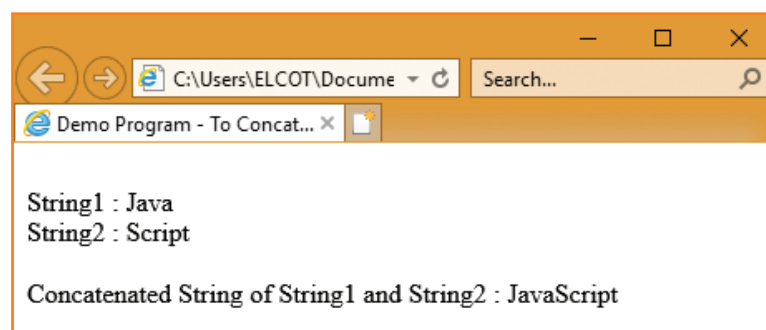 C:\Users\ELCOT\Docume
Search...
Demo Program - To Concat...
String1 : Java
String2 : Script
Concatenated String of String1 and String2 : JavaScript